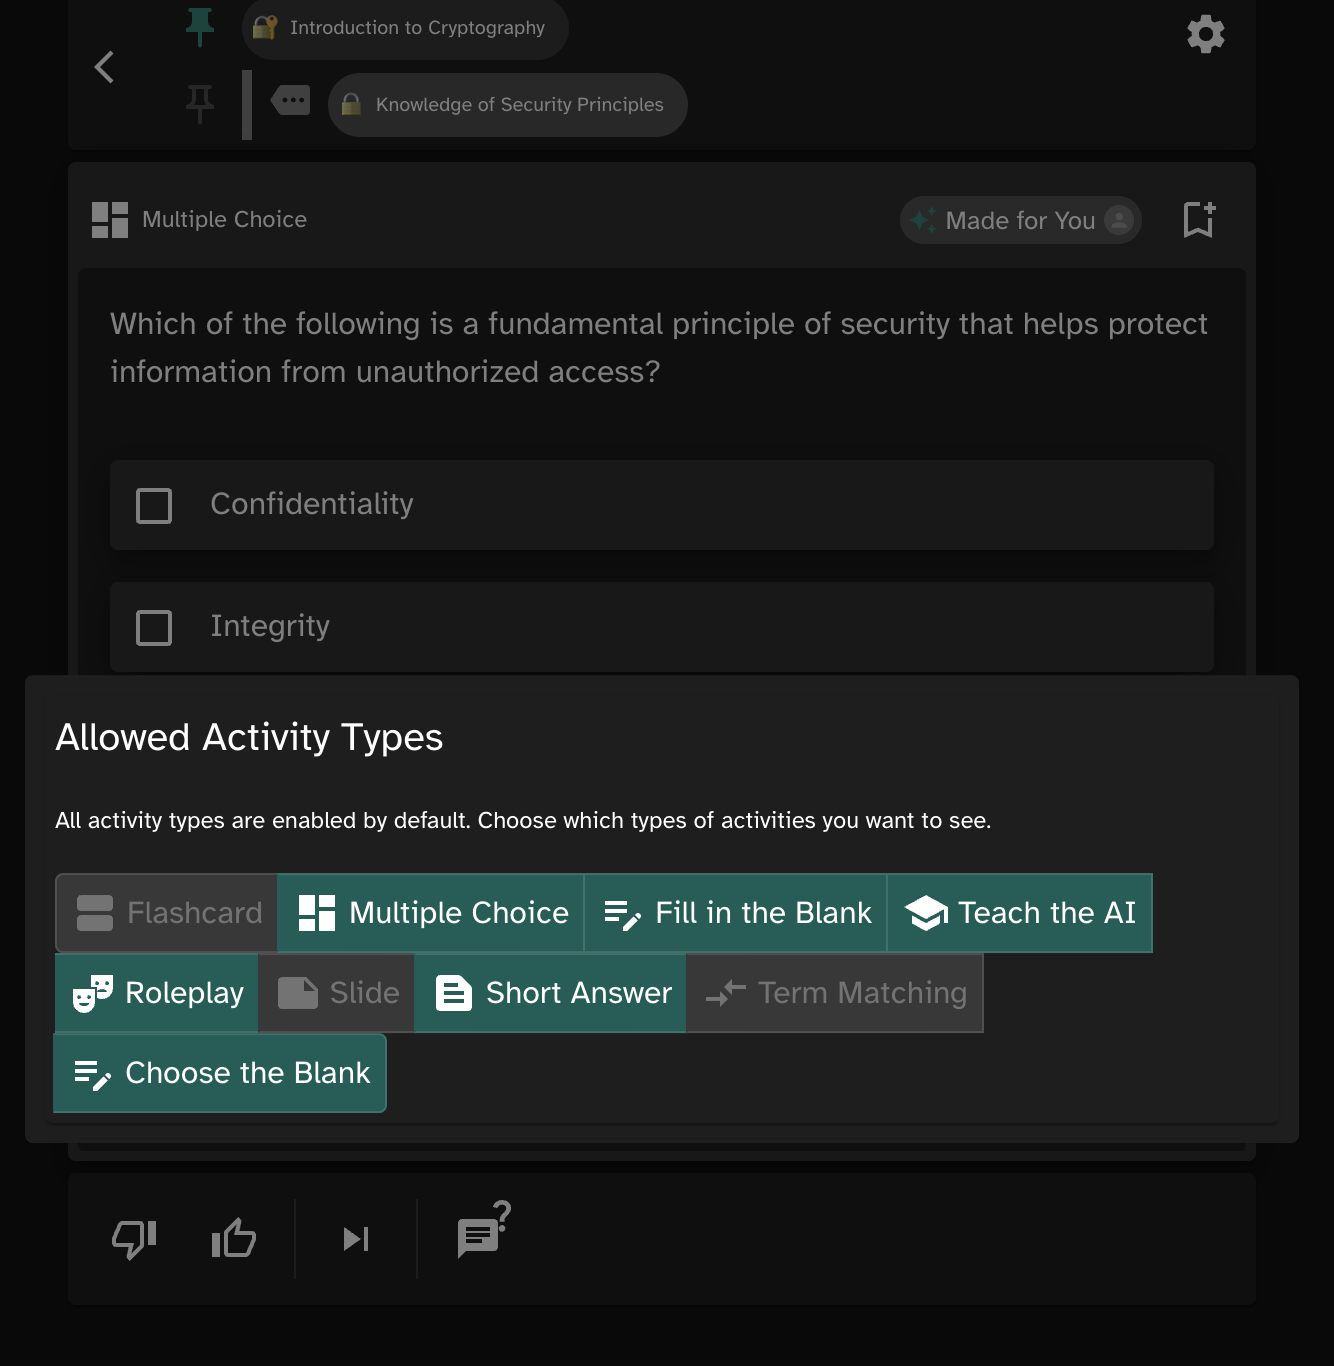 Introduction to Cryptography
Knowledge of Security Principles
Multiple Choice
Made for You
Which of the following is a fundamental principle of security that helps protect
information from unauthorized access?
Confidentiality
Integrity
Allowed Activity Types
All activity types are enabled by default. Choose which types of activities you want to see.
Flashcard Multiple Choice Fill in the Blank Teach the AI
Roleplay Slide Short Answer Term Matching
Choose the Blank